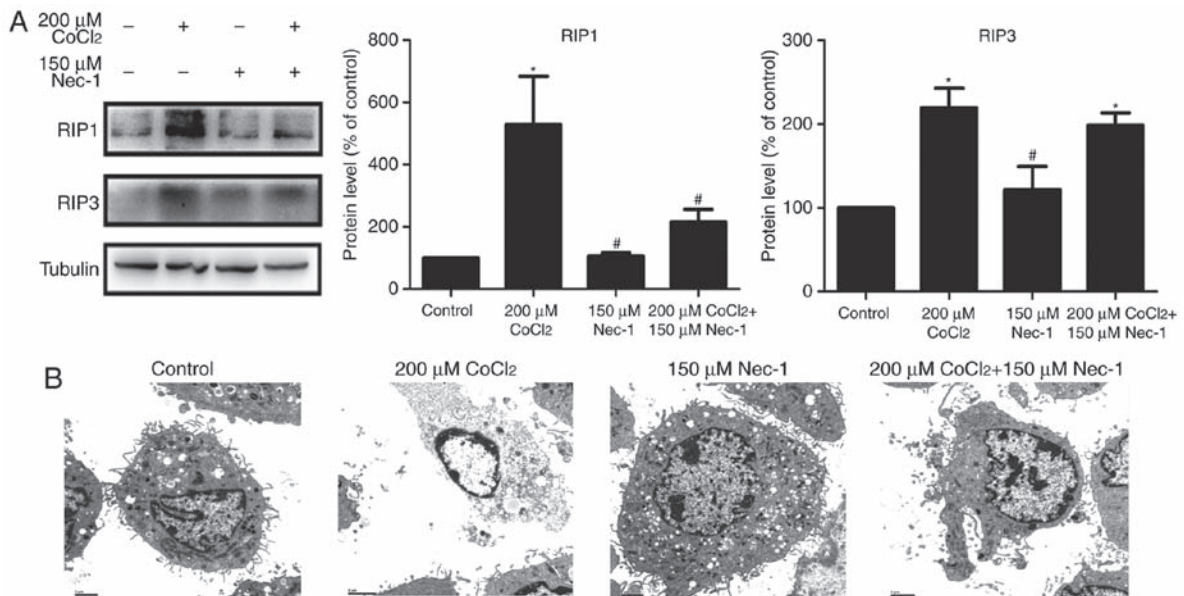 A
200 μM – + – +
CoCl2
150 μM – – + +
Nec-1
RIP1
RIP3
Tubulin
RIP1
Protein level (% of control)
800
600
400
200
0
*
#
#
Control
200 μM
CoCl2
150 μM
Nec-1
200 μM CoCl2+
150 μM Nec-1
RIP3
Protein level (% of control)
300
200
100
0
*
#
*
Control
200 μM
CoCl2
150 μM
Nec-1
200 μM CoCl2+
150 μM Nec-1
B
Control
200 μM CoCl2
150 μM Nec-1
200 μM CoCl2+150 μM Nec-1